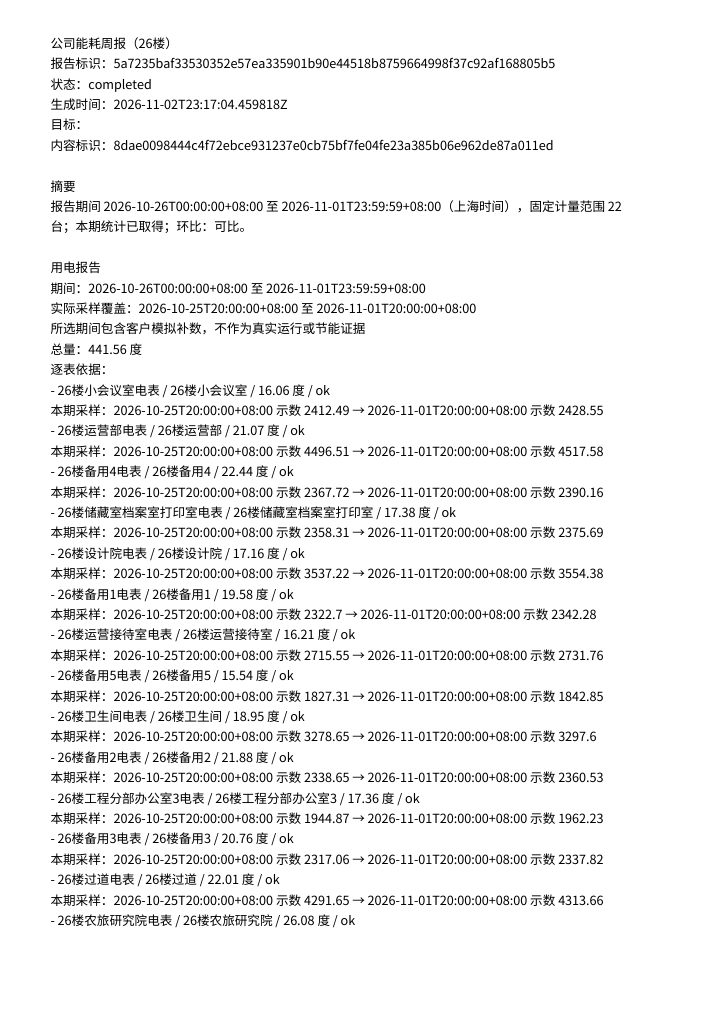 公司能耗周报（26楼）
报告标识：5a7235baf33530352e57ea335901b90e44518b8759664998f37c92af168805b5
状态：completed
生成时间：2026-11-02T23:17:04.459818Z
目标：
内容标识：8dae0098444c4f72ebce931237e0cb75bf7fe04fe23a385b06e962de87a011ed
摘要
报告期间 2026-10-26T00:00:00+08:00 至 2026-11-01T23:59:59+08:00（上海时间），固定计量范围 22
台；本期统计已取得；环比：可比。
用电报告
期间：2026-10-26T00:00:00+08:00 至 2026-11-01T23:59:59+08:00
实际采样覆盖：2026-10-25T20:00:00+08:00 至 2026-11-01T20:00:00+08:00
所选期间包含客户模拟补数，不作为真实运行或节能证据
总量：441.56 度
逐表依据：
- 26楼小会议室电表 / 26楼小会议室 / 16.06 度 / ok
本期采样：2026-10-25T20:00:00+08:00 示数 2412.49 → 2026-11-01T20:00:00+08:00 示数 2428.55
- 26楼运营部电表 / 26楼运营部 / 21.07 度 / ok
本期采样：2026-10-25T20:00:00+08:00 示数 4496.51 → 2026-11-01T20:00:00+08:00 示数 4517.58
- 26楼备用4电表 / 26楼备用4 / 22.44 度 / ok
本期采样：2026-10-25T20:00:00+08:00 示数 2367.72 → 2026-11-01T20:00:00+08:00 示数 2390.16
- 26楼储藏室档案室打印室电表 / 26楼储藏室档案室打印室 / 17.38 度 / ok
本期采样：2026-10-25T20:00:00+08:00 示数 2358.31 → 2026-11-01T20:00:00+08:00 示数 2375.69
- 26楼设计院电表 / 26楼设计院 / 17.16 度 / ok
本期采样：2026-10-25T20:00:00+08:00 示数 3537.22 → 2026-11-01T20:00:00+08:00 示数 3554.38
- 26楼备用1电表 / 26楼备用1 / 19.58 度 / ok
本期采样：2026-10-25T20:00:00+08:00 示数 2322.7 → 2026-11-01T20:00:00+08:00 示数 2342.28
- 26楼运营接待室电表 / 26楼运营接待室 / 16.21 度 / ok
本期采样：2026-10-25T20:00:00+08:00 示数 2715.55 → 2026-11-01T20:00:00+08:00 示数 2731.76
- 26楼备用5电表 / 26楼备用5 / 15.54 度 / ok
本期采样：2026-10-25T20:00:00+08:00 示数 1827.31 → 2026-11-01T20:00:00+08:00 示数 1842.85
- 26楼卫生间电表 / 26楼卫生间 / 18.95 度 / ok
本期采样：2026-10-25T20:00:00+08:00 示数 3278.65 → 2026-11-01T20:00:00+08:00 示数 3297.6
- 26楼备用2电表 / 26楼备用2 / 21.88 度 / ok
本期采样：2026-10-25T20:00:00+08:00 示数 2338.65 → 2026-11-01T20:00:00+08:00 示数 2360.53
- 26楼工程分部办公室3电表 / 26楼工程分部办公室3 / 17.36 度 / ok
本期采样：2026-10-25T20:00:00+08:00 示数 1944.87 → 2026-11-01T20:00:00+08:00 示数 1962.23
- 26楼备用3电表 / 26楼备用3 / 20.76 度 / ok
本期采样：2026-10-25T20:00:00+08:00 示数 2317.06 → 2026-11-01T20:00:00+08:00 示数 2337.82
- 26楼过道电表 / 26楼过道 / 22.01 度 / ok
本期采样：2026-10-25T20:00:00+08:00 示数 4291.65 → 2026-11-01T20:00:00+08:00 示数 4313.66
- 26楼农旅研究院电表 / 26楼农旅研究院 / 26.08 度 / ok